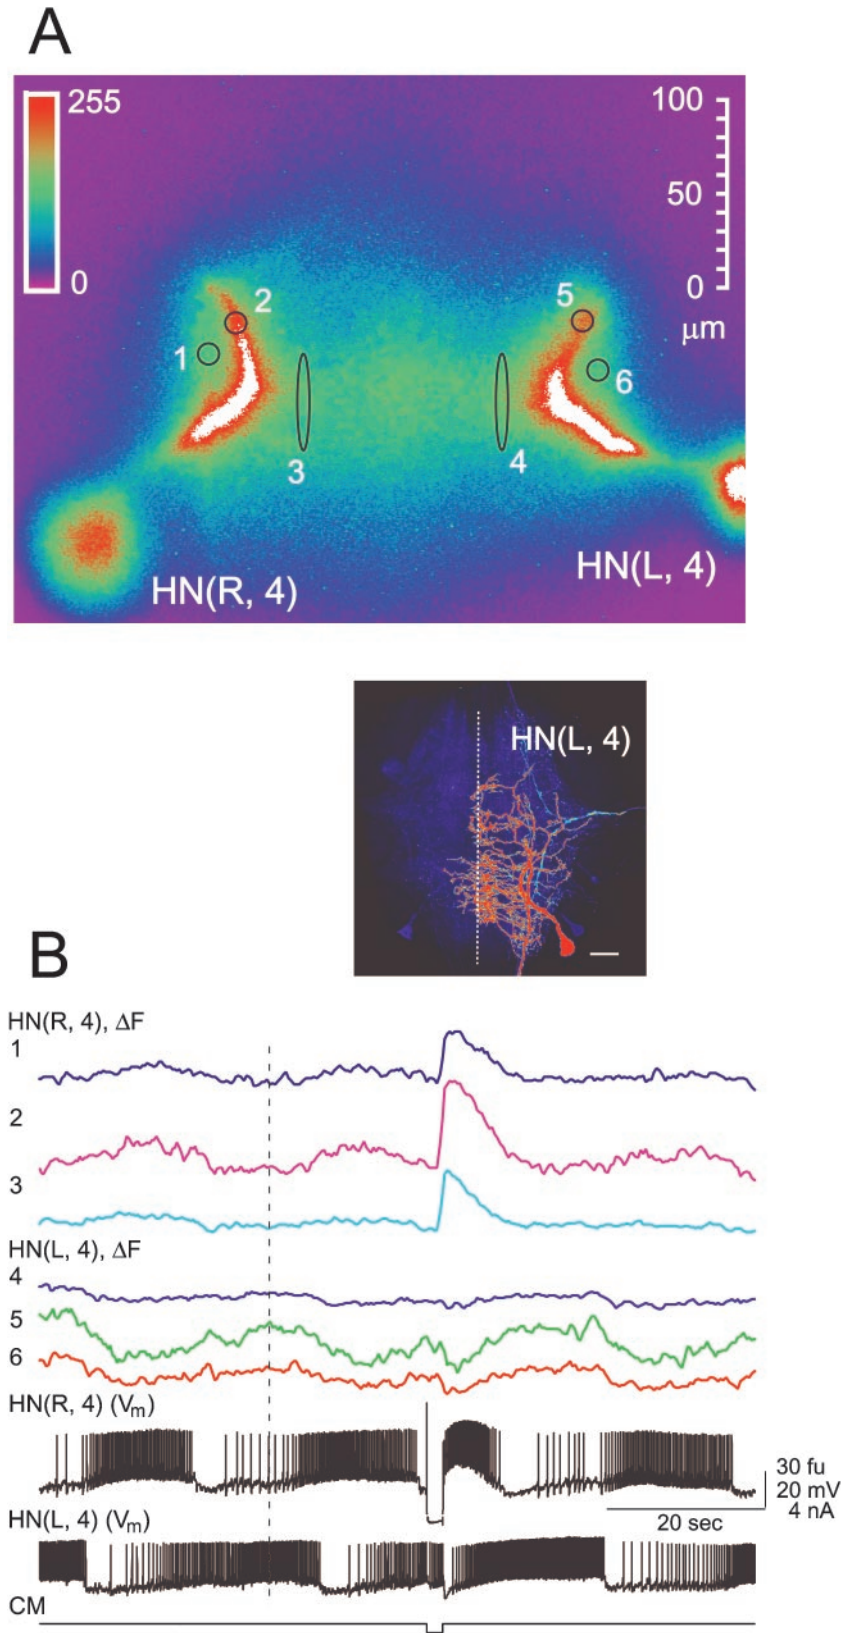 A
255
0
100
50
0
μm
1
2
3
4
5
6
HN(R, 4)
HN(L, 4)
HN(L, 4)
B
HN(R, 4), ΔF
1
2
3
HN(L, 4), ΔF
4
5
6
HN(R, 4) (Vm)
30 fu
20 mV
4 nA
20 sec
HN(L, 4) (Vm)
CM